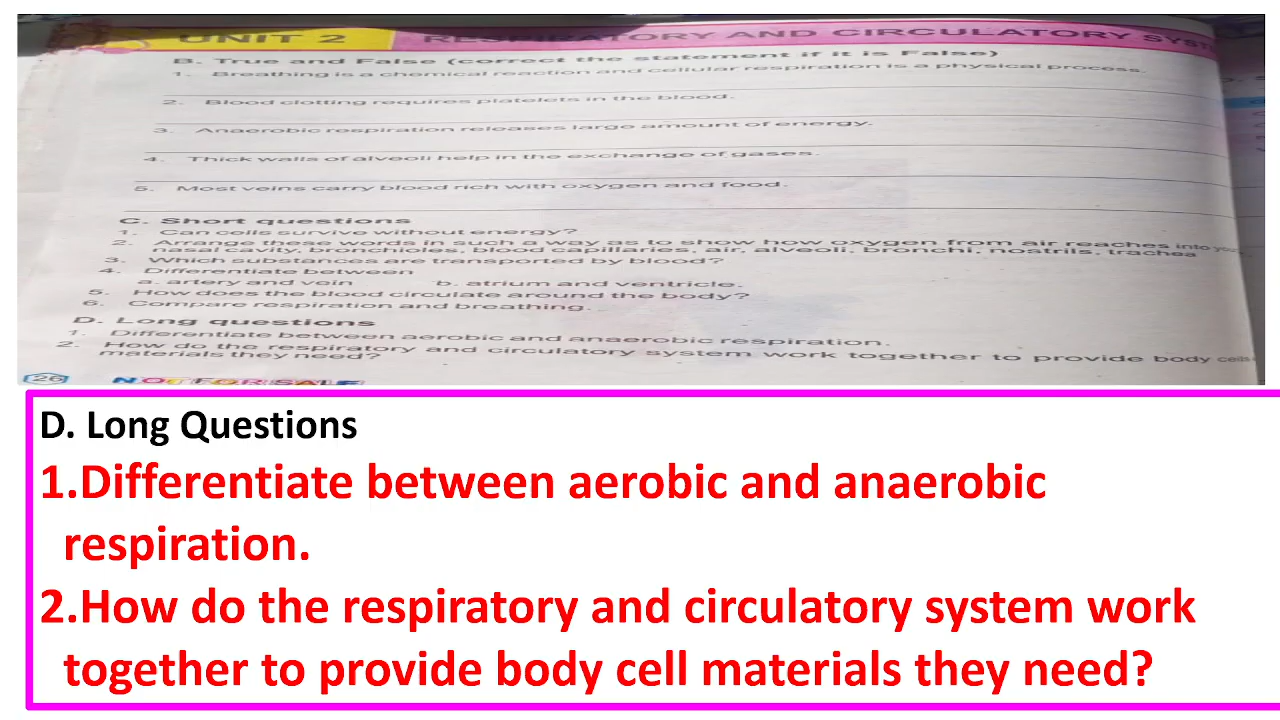 UNIT 2 RESPIRATORY AND CIRCULATORY SYSTE
B. True and False (correct the statement if it is False)
1. Breathing is a chemical reaction and cellular respiration is a physical process.
2. Blood clotting requires platelets in the blood.
3. Anaerobic respiration releases large amount of energy.
4. Thick walls of alveoli help in the exchange of gases.
5. Most veins carry blood rich with oxygen and food.
C. Short questions
1. Can cells survive without energy?
2. Arrange these words in such a way as to show how oxygen from air reaches into
nasal cavity, bronchioles, blood capillaries, air, alveoli, bronchi, nostrils, trachea
3. Which substances are transported by blood?
4. Differentiate between
a. artery and vein b. atrium and ventricle.
5. How does the blood circulate around the body?
6. Compare respiration and breathing.
D. Long questions
1. Differentiate between aerobic and anaerobic respiration.
2. How do the respiratory and circulatory system work together to provide body cells
materials they need?
26 NOT FOR SALE
D. Long Questions
1.Differentiate between aerobic and anaerobic
respiration.
2.How do the respiratory and circulatory system work
together to provide body cell materials they need?